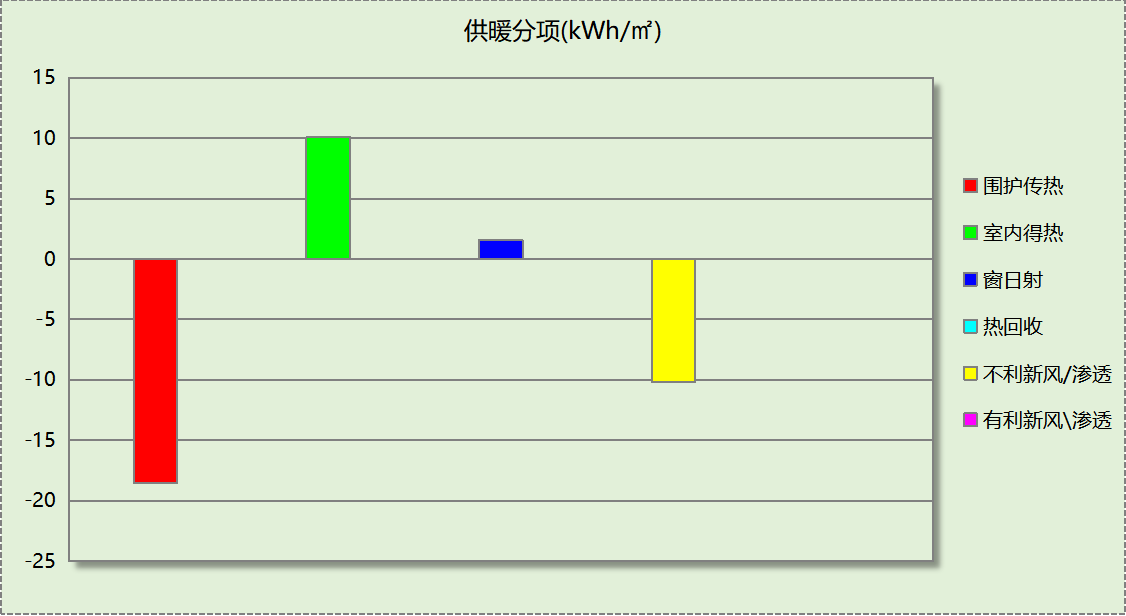 供暖分项(kWh/㎡)
15
10
5
0
-5
-10
-15
-20
-25
围护传热
室内得热
窗日射
热回收
不利新风/渗透
有利新风\渗透